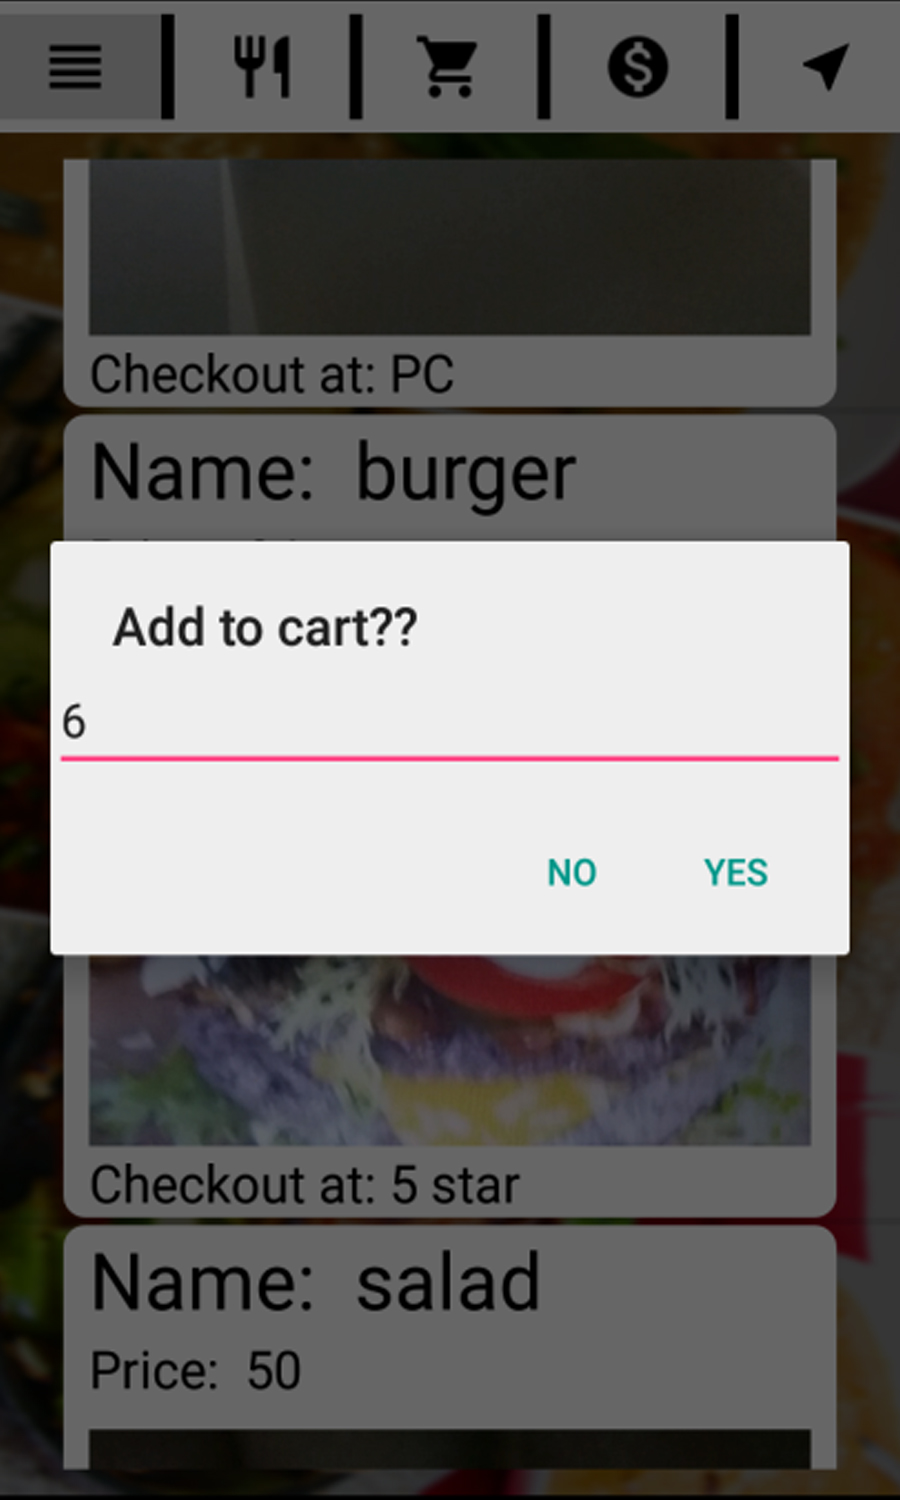 Checkout at: PC
Name: burger
Add to cart??
6
NO YES
Checkout at: 5 star
Name: salad
Price: 50